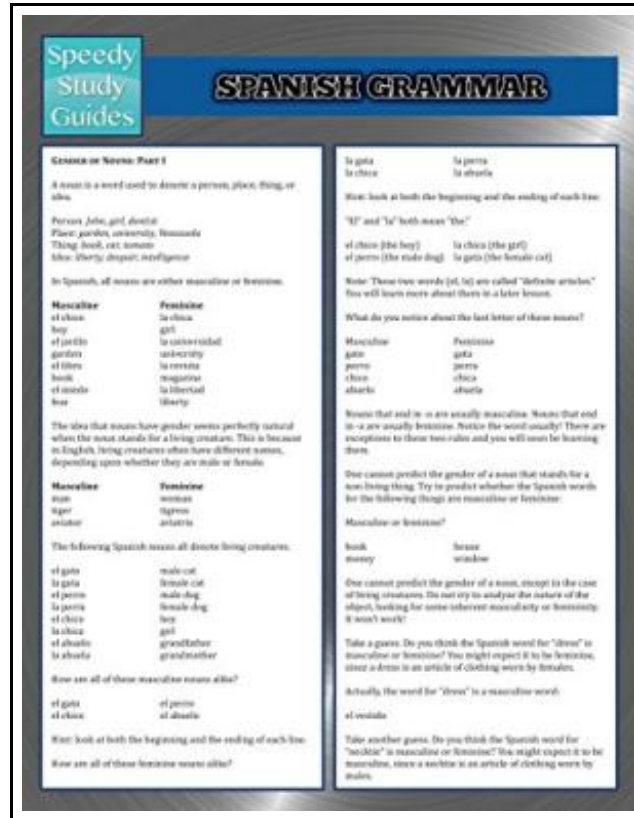 Speedy
Study
Guides
SPANISH GRAMMAR
GENDER OF NOUNS: PART I
A noun is a word used to denote a person, place, thing, or
idea.
Person: John, girl, dentist
Place: garden, university, Venezuela
Thing: book, car, tomato
Idea: liberty, despair, intelligence
In Spanish, all nouns are either masculine or feminine.
Masculine Feminine
el chico la chica
boy girl
el jardín la universidad
garden university
el libro la revista
book magazine
el miedo la libertad
fear liberty
The idea that nouns have gender seems perfectly natural
when the noun stands for a living creature. This is because
in English, living creatures often have different names,
depending upon whether they are male or female.
Masculine Feminine
man woman
tiger tigress
aviator aviatrix
The following Spanish nouns all denote living creatures.
el gato male cat
la gata female cat
el perro male dog
la perra female dog
el chico boy
la chica girl
el abuelo grandfather
la abuela grandmother
How are all of these masculine nouns alike?
el gato el perro
el chico el abuelo
Hint: look at both the beginning and the ending of each line.
How are all of these feminine nouns alike?
la gata la perra
la chica la abuela
Hint: look at both the beginning and the ending of each line.
"El" and "la" both mean "the."
el chico (the boy) la chica (the girl)
el perro (the male dog) la gata (the female cat)
Note: These two words (el, la) are called "definite articles."
You will learn more about them in a later lesson.
What do you notice about the last letter of these nouns?
Masculine Feminine
gato gata
perro perra
chico chica
abuelo abuela
Nouns that end in -o are usually masculine. Nouns that end
in -a are usually feminine. Notice the word usually! There are
exceptions to these two rules and you will soon be learning
them.
One cannot predict the gender of a noun that stands for a
non-living thing. Try to predict whether the Spanish words
for the following things are masculine or feminine:
Masculine or feminine?
book house
money window
One cannot predict the gender of a noun, except in the case
of living creatures. Do not try to analyze the nature of the
object, looking for some inherent masculinity or femininity.
It won't work!
Take a guess. Do you think the Spanish word for "dress" is
masculine or feminine? You might expect it to be feminine,
since a dress is an article of clothing worn by females.
Actually, the word for "dress" is a masculine word:
el vestido
Take another guess. Do you think the Spanish word for
"necktie" is masculine or feminine? You might expect it to be
masculine, since a necktie is an article of clothing worn by
males.